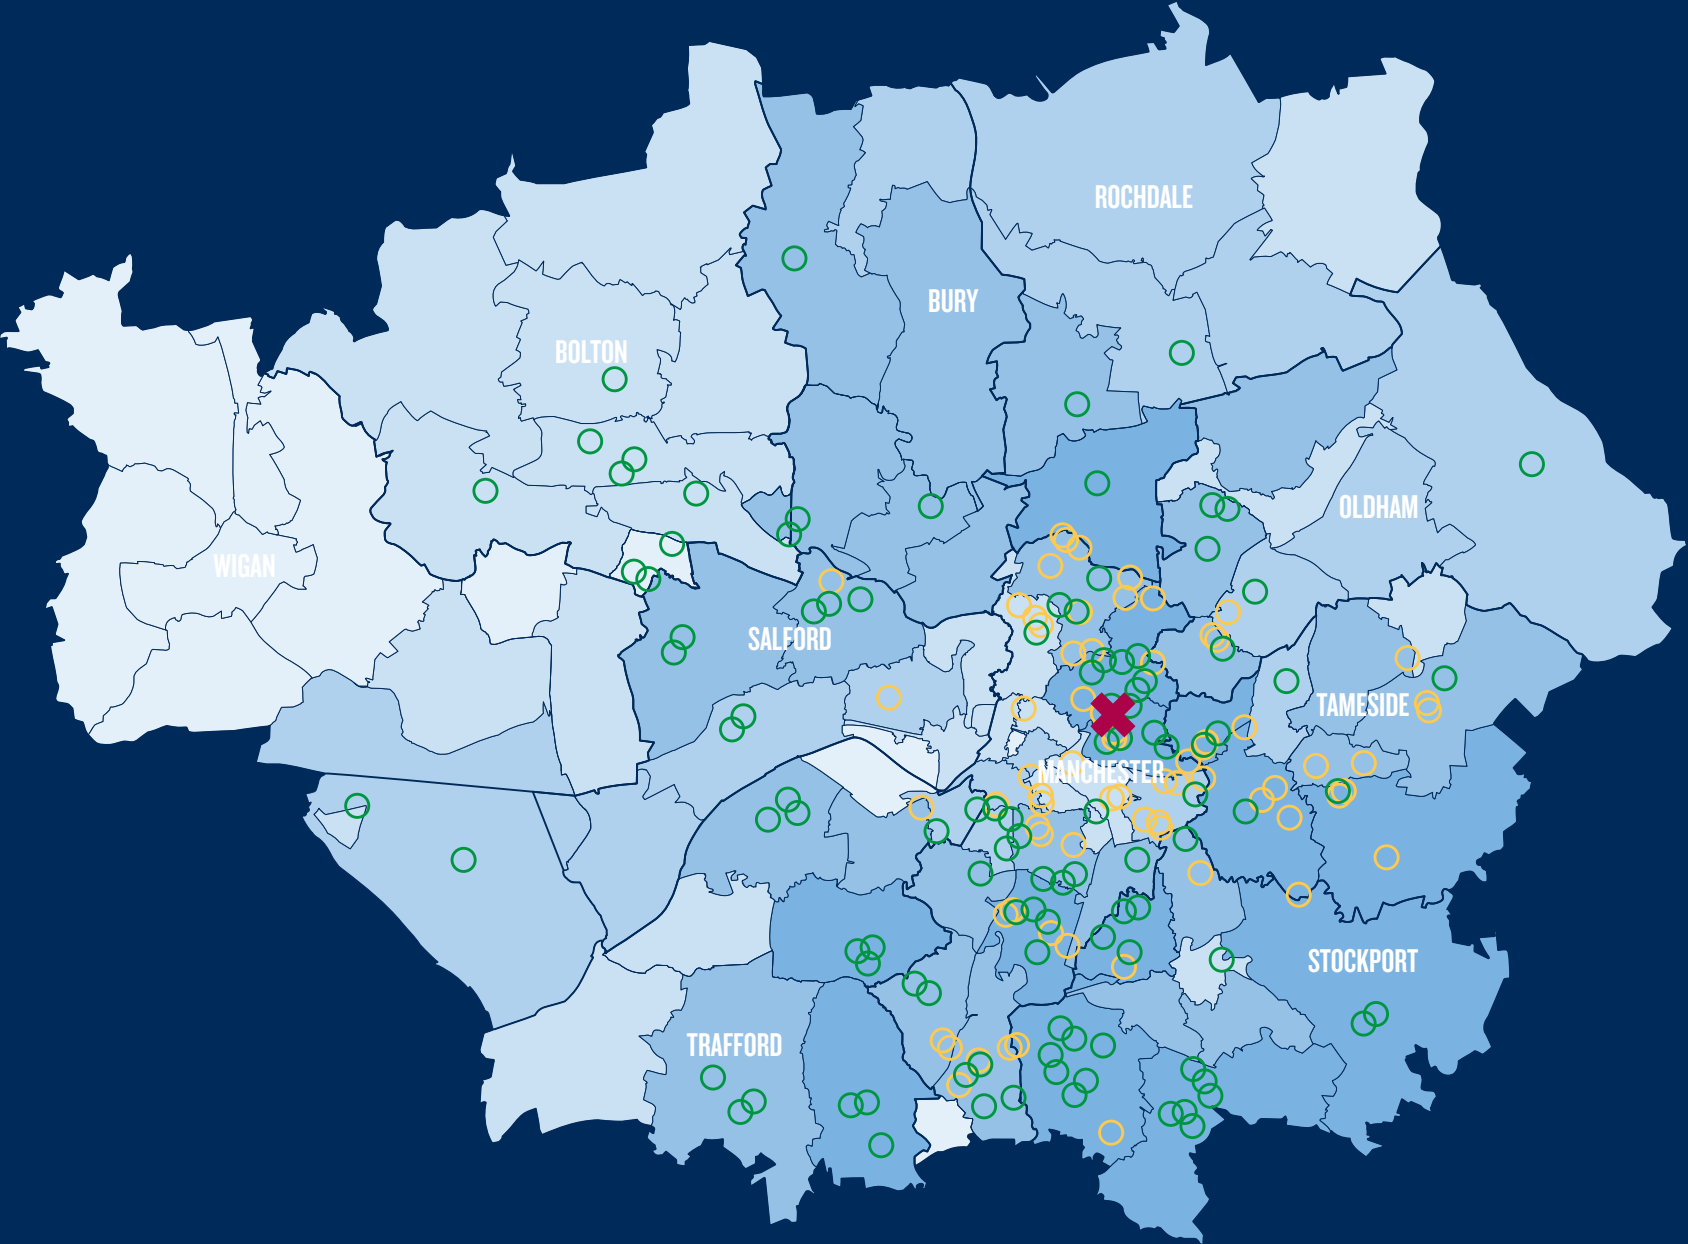 ROCHDALE
BURY
BOLTON
OLDHAM
WIGAN
SALFORD
TAMESIDE
MANCHESTER
STOCKPORT
TRAFFORD